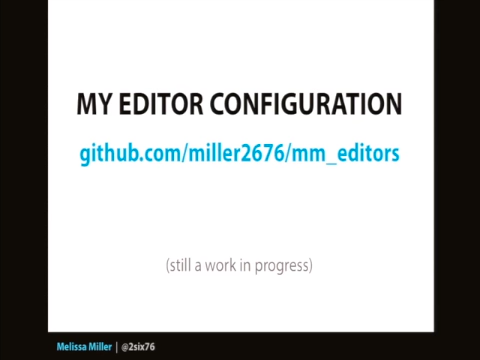 MY EDITOR CONFIGURATION
github.com/miller2676/mm_editors
(still a work in progress)
Melissa Miller | @2six76